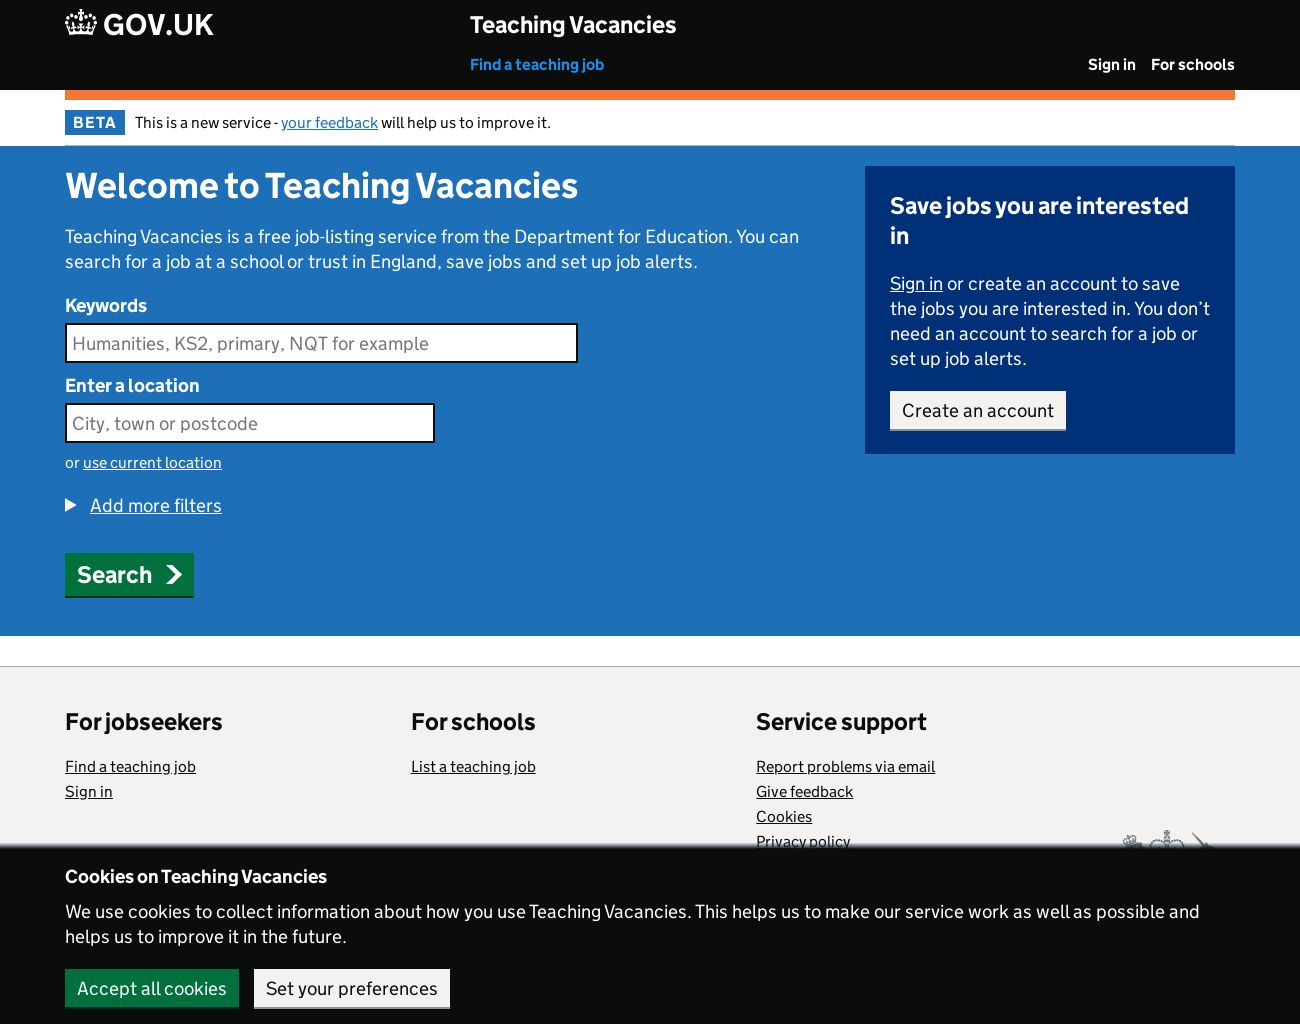 GOV.UK
Teaching Vacancies
Find a teaching job
Sign in
For schools
BETA
This is a new service - your feedback will help us to improve it.
Welcome to Teaching Vacancies
Teaching Vacancies is a free job-listing service from the Department for Education. You can
search for a job at a school or trust in England, save jobs and set up job alerts.
Keywords
Humanities, KS2, primary, NQT for example
Enter a location
City, town or postcode
or use current location
Add more filters
Search
Save jobs you are interested
in
Sign in or create an account to save
the jobs you are interested in. You don’t
need an account to search for a job or
set up job alerts.
Create an account
For jobseekers
Find a teaching job
Sign in
For schools
List a teaching job
Service support
Report problems via email
Give feedback
Cookies
Privacy policy
Cookies on Teaching Vacancies
We use cookies to collect information about how you use Teaching Vacancies. This helps us to make our service work as well as possible and
helps us to improve it in the future.
Accept all cookies
Set your preferences